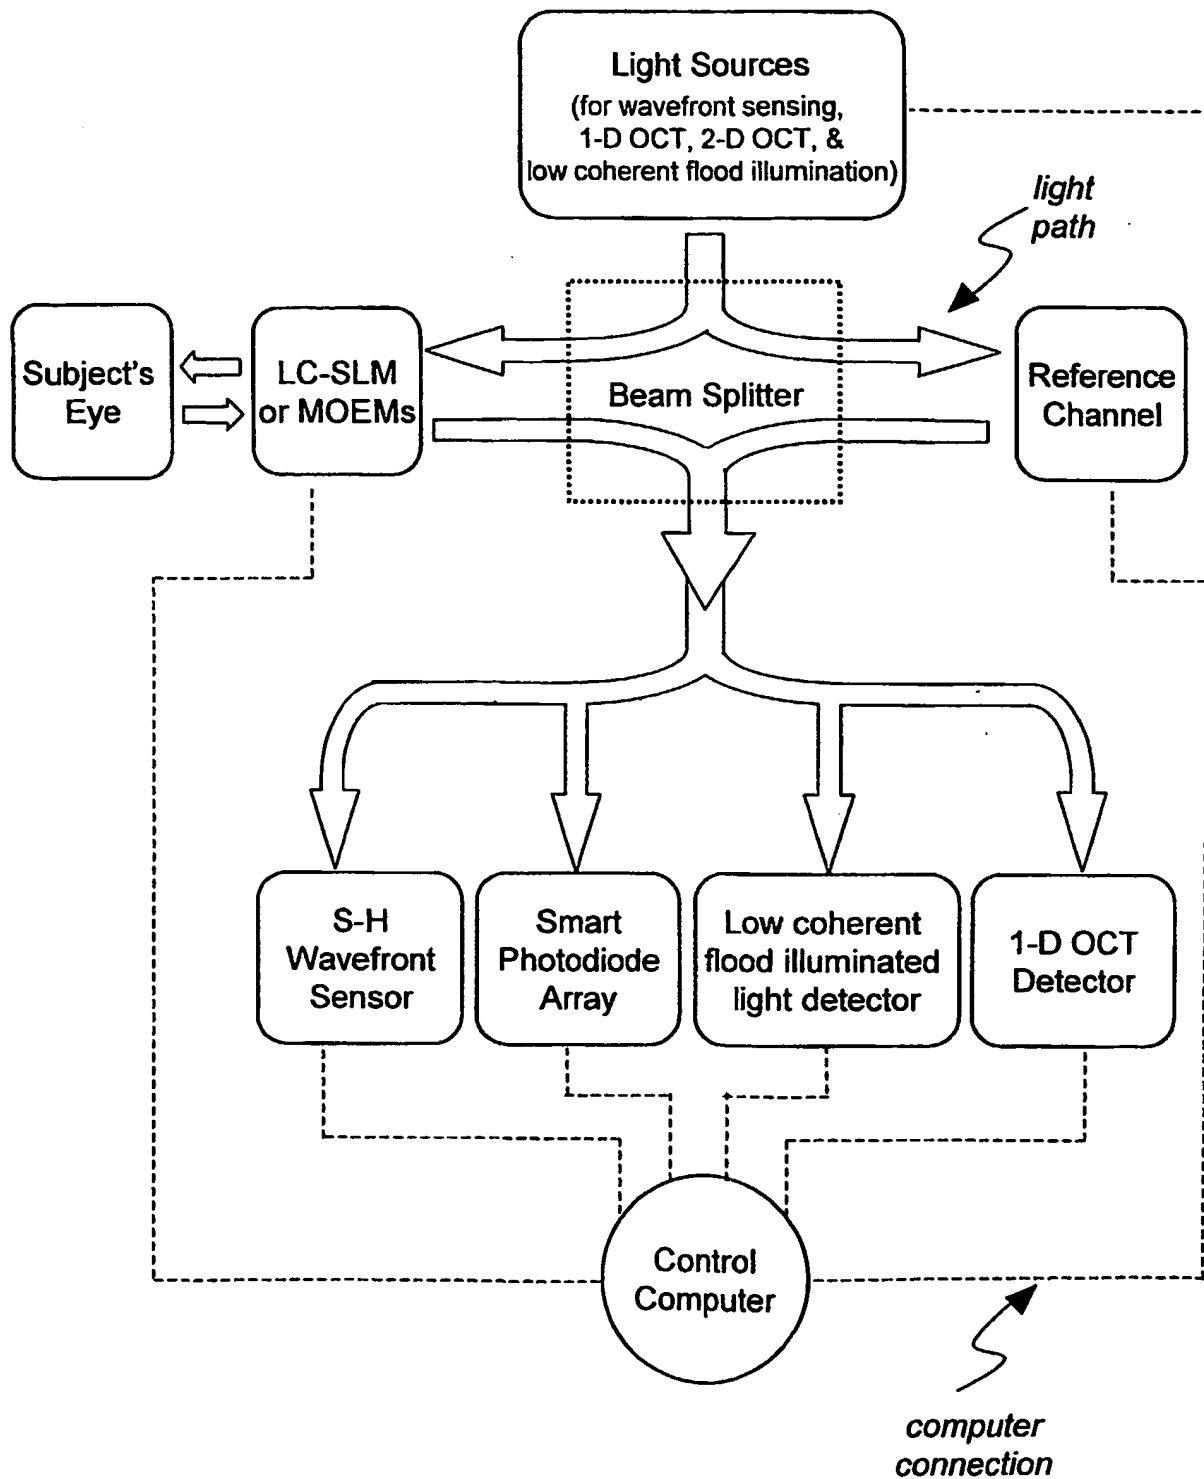 Light Sources
(for wavefront sensing,
1-D OCT, 2-D OCT, &
low coherent flood illumination)
light
path
Subject's
Eye
LC-SLM
or MOEMs
Beam Splitter
Reference
Channel
S-H
Wavefront
Sensor
Smart
Photodiode
Array
Low coherent
flood illuminated
light detector
1-D OCT
Detector
Control
Computer
computer
connection